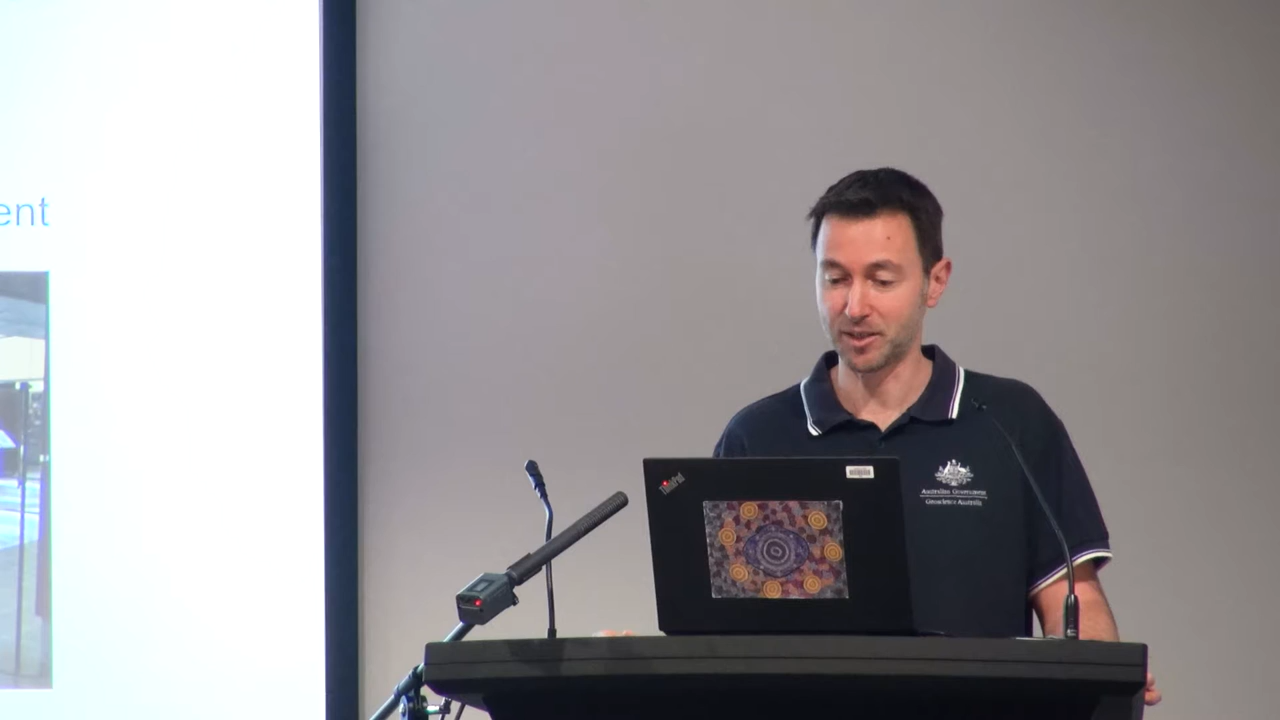 ent
ThinkPad
Australian Government
Geoscience Australia